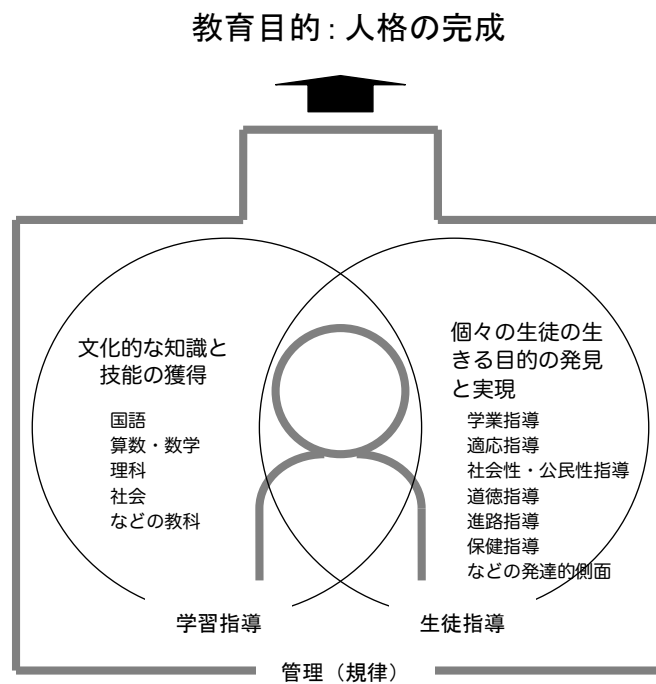 教育目的：人格の完成
文化的な知識と
技能の獲得
国語
算数・数学
理科
社会
などの教科
個々の生徒の生
きる目的の発見
と実現
学業指導
適応指導
社会性・公民性指導
道徳指導
進路指導
保健指導
などの発達的側面
学習指導
生徒指導
管理（規律）